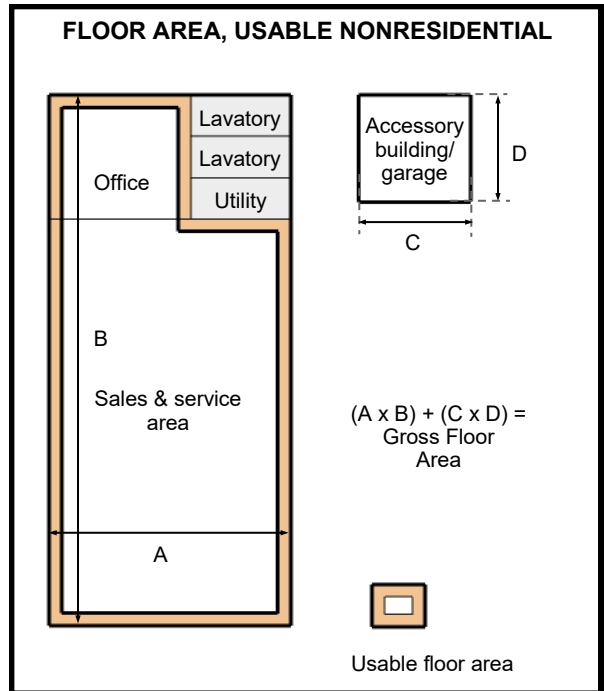 FLOOR AREA, USABLE NONRESIDENTIAL
Lavatory
Lavatory
Utility
Office
B
Sales & service
area
A
Accessory
building/
garage
D
C
(A x B) + (C x D) =
Gross Floor
Area
Usable floor area